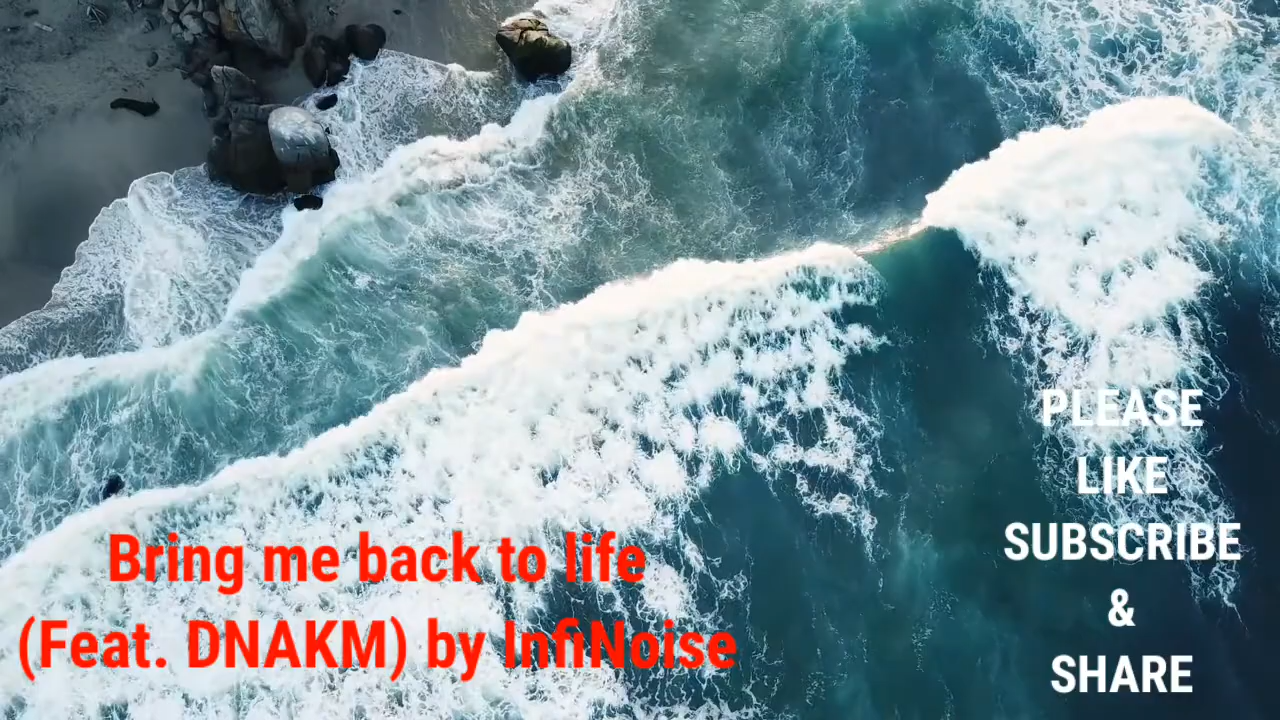 Bring me back to life
(Feat. DNAKM) by InfiNoise
PLEASE
LIKE
SUBSCRIBE
&
SHARE